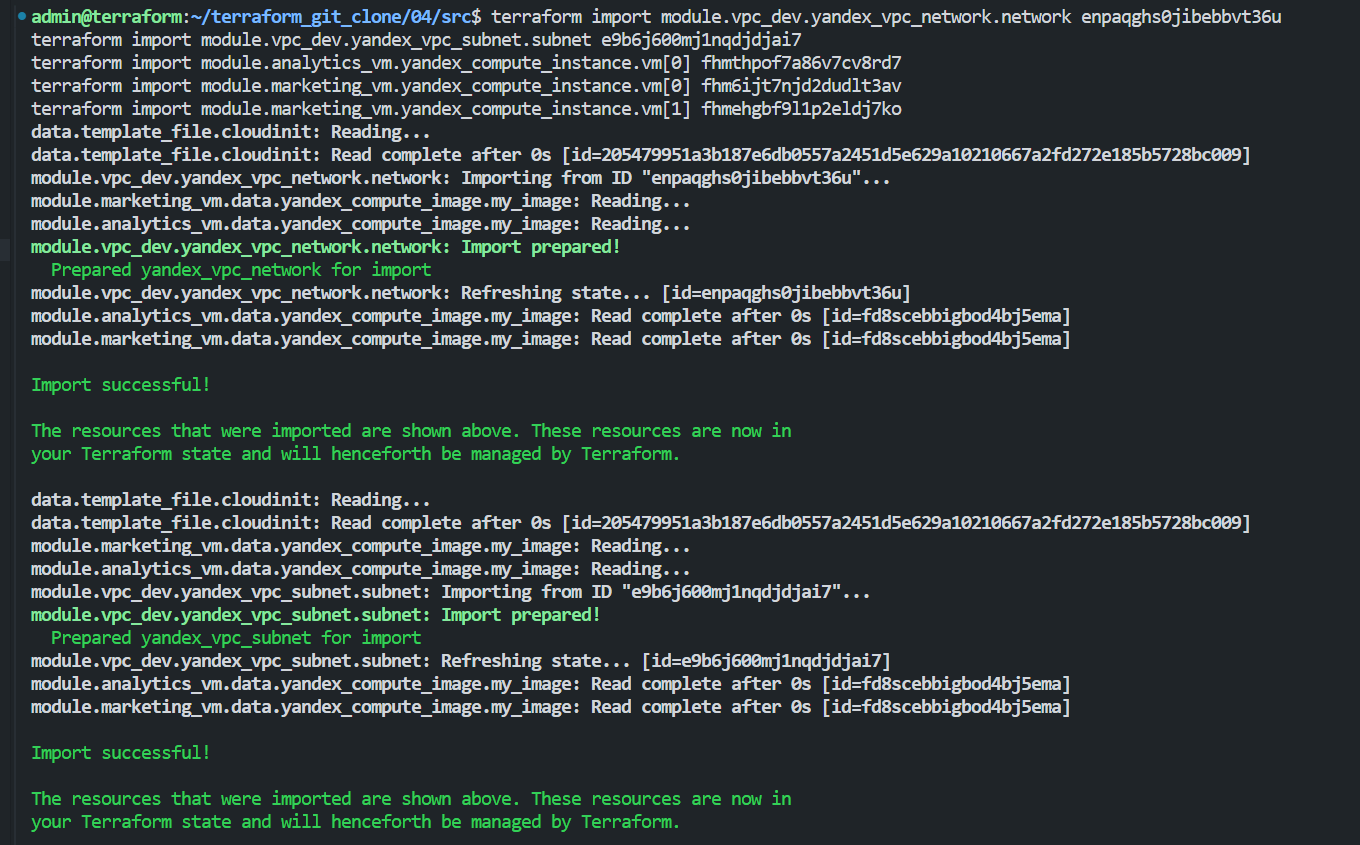 admin@terraform:~/terraform_git_clone/04/src$ terraform import module.vpc_dev.yandex_vpc_network.network enpaqghs0jibebbvt36u
terraform import module.vpc_dev.yandex_vpc_subnet.subnet e9b6j600mj1nqdjdjai7
terraform import module.analytics_vm.yandex_compute_instance.vm[0] fhmthpof7a86v7cv8rd7
terraform import module.marketing_vm.yandex_compute_instance.vm[0] fhm6ijt7njd2dudlt3av
terraform import module.marketing_vm.yandex_compute_instance.vm[1] fhmehgbf9l1p2eldj7ko
data.template_file.cloudinit: Reading...
data.template_file.cloudinit: Read complete after 0s [id=205479951a3b187e6db0557a2451d5e629a10210667a2fd272e185b5728bc009]
module.vpc_dev.yandex_vpc_network.network: Importing from ID "enpaqghs0jibebbvt36u"...
module.marketing_vm.data.yandex_compute_image.my_image: Reading...
module.analytics_vm.data.yandex_compute_image.my_image: Reading...
module.vpc_dev.yandex_vpc_network.network: Import prepared!
  Prepared yandex_vpc_network for import
module.vpc_dev.yandex_vpc_network.network: Refreshing state... [id=enpaqghs0jibebbvt36u]
module.analytics_vm.data.yandex_compute_image.my_image: Read complete after 0s [id=fd8scebbigbod4bj5ema]
module.marketing_vm.data.yandex_compute_image.my_image: Read complete after 0s [id=fd8scebbigbod4bj5ema]
Import successful!
The resources that were imported are shown above. These resources are now in
your Terraform state and will henceforth be managed by Terraform.
data.template_file.cloudinit: Reading...
data.template_file.cloudinit: Read complete after 0s [id=205479951a3b187e6db0557a2451d5e629a10210667a2fd272e185b5728bc009]
module.marketing_vm.data.yandex_compute_image.my_image: Reading...
module.analytics_vm.data.yandex_compute_image.my_image: Reading...
module.vpc_dev.yandex_vpc_subnet.subnet: Importing from ID "e9b6j600mj1nqdjdjai7"...
module.vpc_dev.yandex_vpc_subnet.subnet: Import prepared!
  Prepared yandex_vpc_subnet for import
module.vpc_dev.yandex_vpc_subnet.subnet: Refreshing state... [id=e9b6j600mj1nqdjdjai7]
module.analytics_vm.data.yandex_compute_image.my_image: Read complete after 0s [id=fd8scebbigbod4bj5ema]
module.marketing_vm.data.yandex_compute_image.my_image: Read complete after 0s [id=fd8scebbigbod4bj5ema]
Import successful!
The resources that were imported are shown above. These resources are now in
your Terraform state and will henceforth be managed by Terraform.